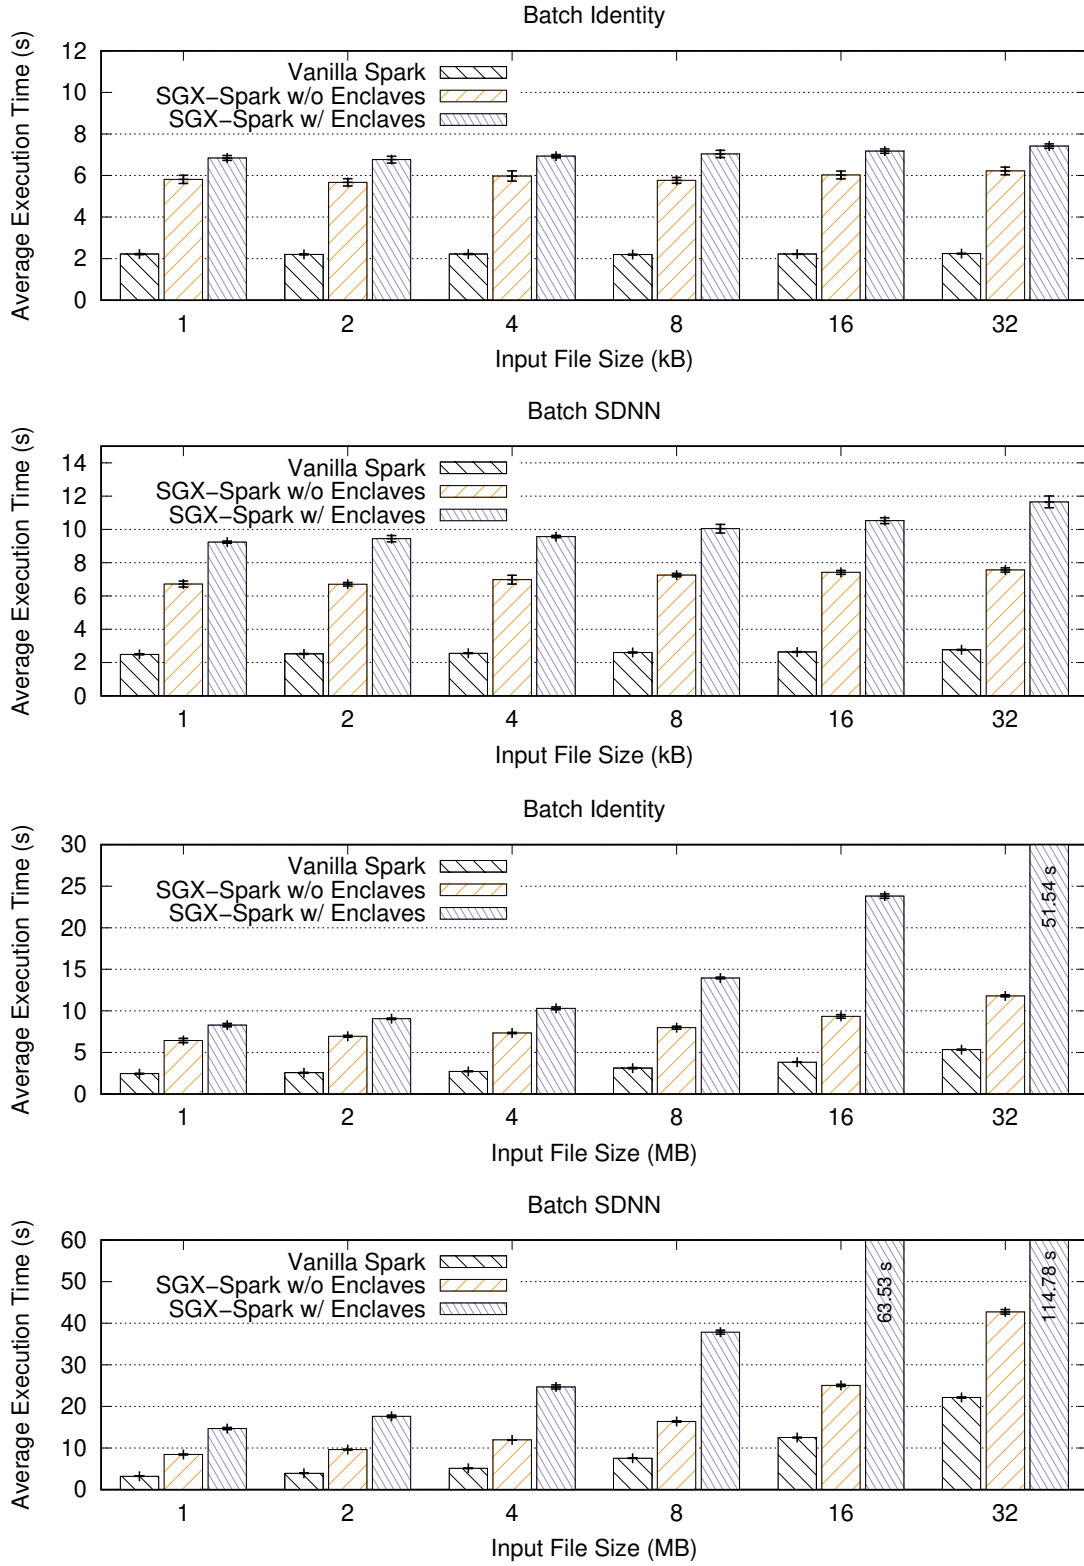 Batch Identity
Average Execution Time (s)
12
10
8
6
4
2
0
Vanilla Spark
SGX-Spark w/o Enclaves
SGX-Spark w/ Enclaves
1 2 4 8 16 32
Input File Size (kB)
Batch SDNN
Average Execution Time (s)
14
12
10
8
6
4
2
0
Vanilla Spark
SGX-Spark w/o Enclaves
SGX-Spark w/ Enclaves
1 2 4 8 16 32
Input File Size (kB)
Batch Identity
Average Execution Time (s)
30
25
20
15
10
5
0
Vanilla Spark
SGX-Spark w/o Enclaves
SGX-Spark w/ Enclaves
51.54 s
1 2 4 8 16 32
Input File Size (MB)
Batch SDNN
Average Execution Time (s)
60
50
40
30
20
10
0
Vanilla Spark
SGX-Spark w/o Enclaves
SGX-Spark w/ Enclaves
63.53 s
114.78 s
1 2 4 8 16 32
Input File Size (MB)